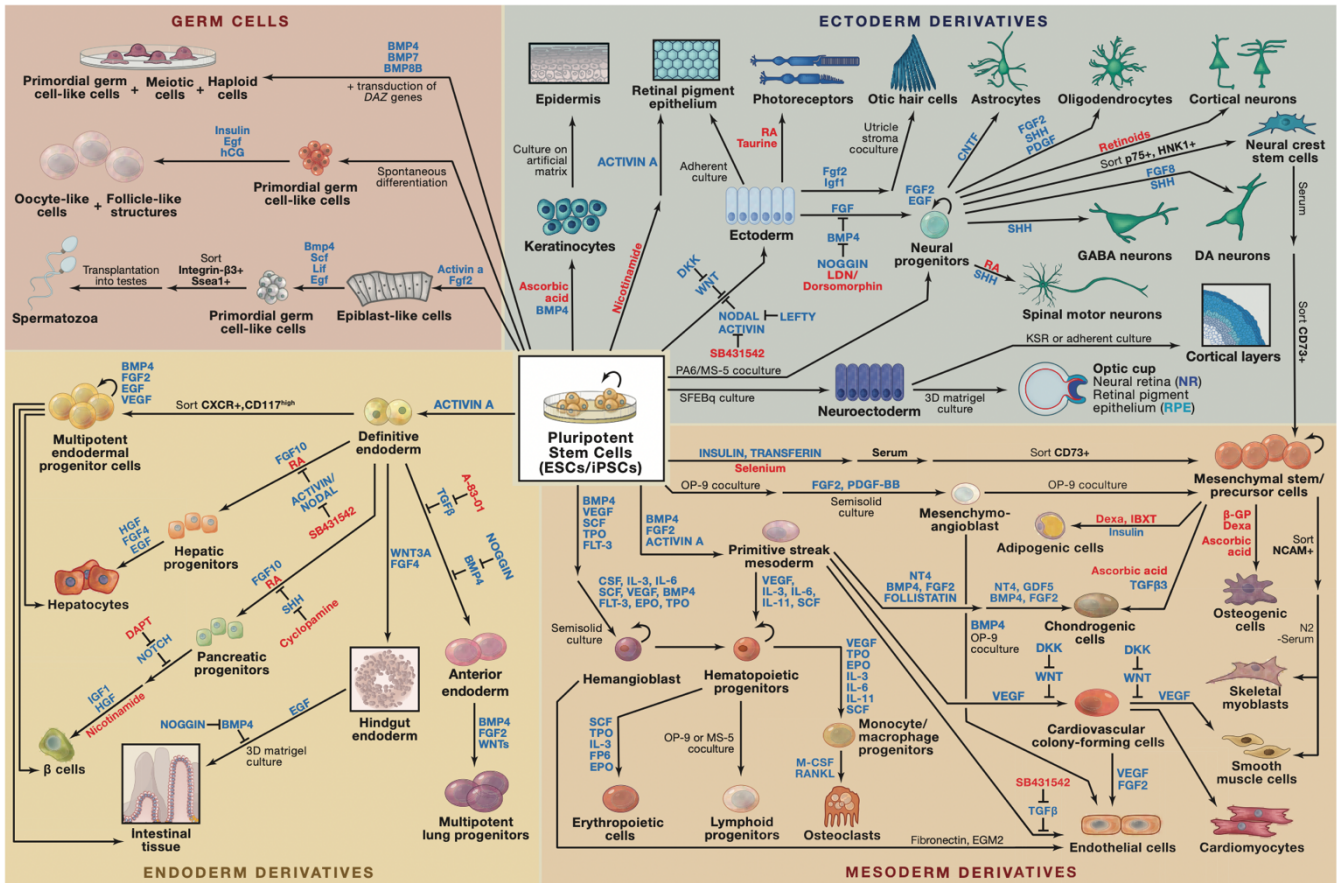 GERM CELLS
BMP4
BMP7
BMP8B
+ transduction of
DAZ genes
Primordial germ
cell-like cells
+
Meiotic
cells
+
Haploid
cells
Insulin
Egf
hCG
Spontaneous
differentiation
Primordial germ
cell-like cells
Oocyte-like
cells
+
Follicle-like
structures
Transplantation
into testes
Sort
Integrin-β3+
Ssea1+
Bmp4
Scf
Lif
Egf
Activin a
Fgf2
Spermatozoa
Primordial germ
cell-like cells
Epiblast-like cells
ECTODERM DERIVATIVES
Epidermis
Retinal pigment
epithelium
Photoreceptors
Otic hair cells
Astrocytes
Oligodendrocytes
Cortical neurons
Culture on
artificial
matrix
ACTIVIN A
Adherent
culture
RA
Taurine
Utricle
stroma
coculture
CNTF
FGF2
SHH
PDGF
Retinoids
Sort p75+, HNK1+
Neural crest
stem cells
FGF8
SHH
Serum
Keratinocytes
Ectoderm
Fgf2
Igf1
FGF
FGF2
EGF
Neural
progenitors
BMP4
NOGGIN
LDN/
Dorsomorphin
SHH
GABA neurons
DA neurons
RA
SHH
Spinal motor neurons
Ascorbic
acid
BMP4
Nicotinamide
DKK
WNT
NODAL
ACTIVIN
LEFTY
SB431542
PA6/MS-5 coculture
SFEBq culture
Neuroectoderm
KSR or adherent culture
Cortical layers
3D matrigel
culture
Optic cup
Neural retina (NR)
Retinal pigment
epithelium (RPE)
Sort CD73+
Pluripotent
Stem Cells
(ESCs/iPSCs)
BMP4
FGF2
EGF
VEGF
Sort CXCR+,CD117high
ACTIVIN A
Multipotent
endodermal
progenitor cells
Definitive
endoderm
FGF10
RA
ACTIVIN/
NODAL
SB431542
A-83-01
TGFβ
NOGGIN
BMP4
HGF
FGF4
EGF
Hepatic
progenitors
Hepatocytes
WNT3A
FGF4
FGF10
RA
SHH
Cyclopamine
DAPT
NOTCH
Pancreatic
progenitors
IGF1
HGF
Nicotinamide
β cells
NOGGIN
BMP4
EGF
3D matrigel
culture
Hindgut
endoderm
Anterior
endoderm
BMP4
FGF2
WNTs
Intestinal
tissue
Multipotent
lung progenitors
ENDODERM DERIVATIVES
INSULIN, TRANSFERIN
Selenium
Serum
Sort CD73+
Mesenchymal stem/
precursor cells
OP-9 coculture
FGF2, PDGF-BB
Semisolid
culture
Mesenchymo-
angioblast
OP-9 coculture
BMP4
VEGF
SCF
TPO
FLT-3
BMP4
FGF2
ACTIVIN A
Primitive streak
mesoderm
Dexa, IBXT
Insulin
Adipogenic cells
β-GP
Dexa
Ascorbic
acid
Sort
NCAM+
Ascorbic acid
TGFβ3
CSF, IL-3, IL-6
SCF, VEGF, BMP4
FLT-3, EPO, TPO
VEGF,
IL-3, IL-6,
IL-11, SCF
NT4
BMP4, FGF2
FOLLISTATIN
NT4, GDF5
BMP4, FGF2
Chondrogenic
cells
Osteogenic
cells
Semisolid
culture
Hemangioblast
Hematopoietic
progenitors
VEGF
TPO
EPO
IL-3
IL-6
IL-11
SCF
BMP4
OP-9
coculture
DKK
WNT
DKK
WNT
N2
-Serum
Skeletal
myoblasts
VEGF
VEGF
Cardiovascular
colony-forming cells
Smooth
muscle cells
SCF
TPO
IL-3
FP6
EPO
OP-9 or MS-5
coculture
Monocyte/
macrophage
progenitors
M-CSF
RANKL
SB431542
TGFβ
VEGF
FGF2
Erythropoietic
cells
Lymphoid
progenitors
Osteoclasts
Fibronectin, EGM2
Endothelial cells
Cardiomyocytes
MESODERM DERIVATIVES